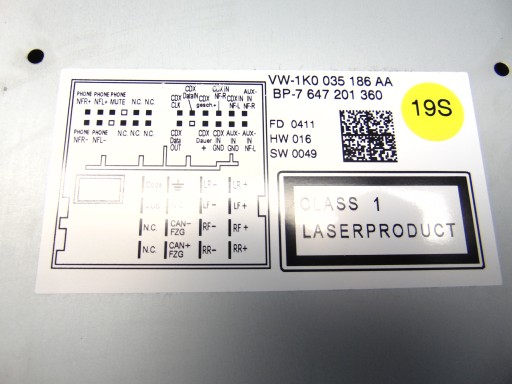 VW-1K0 035 186 AA
BP-7 647 201 360
19S
FD 0411
HW 016
SW 0049
PHONE PHONE PHONE
NFR+ NFL+ MUTE N.C. N.C.
CDX CLK
CDX DataIN
CDX gesch+
CDX IN NF-R
CDX IN NF-L
AUX-IN NF-R
PHONE PHONE
NFR- NFL- N.C. N.C. N.C.
CDX Data OUT
CDX Dauer +
CDX IN GND
AUX-IN GND
AUX-IN NF-L
LR- LR+
LF- LF+
N.C. CAN- FZG RF- RF+
N.C. CAN+ FZG RR- RR+
CLASS 1
LASERPRODUCT